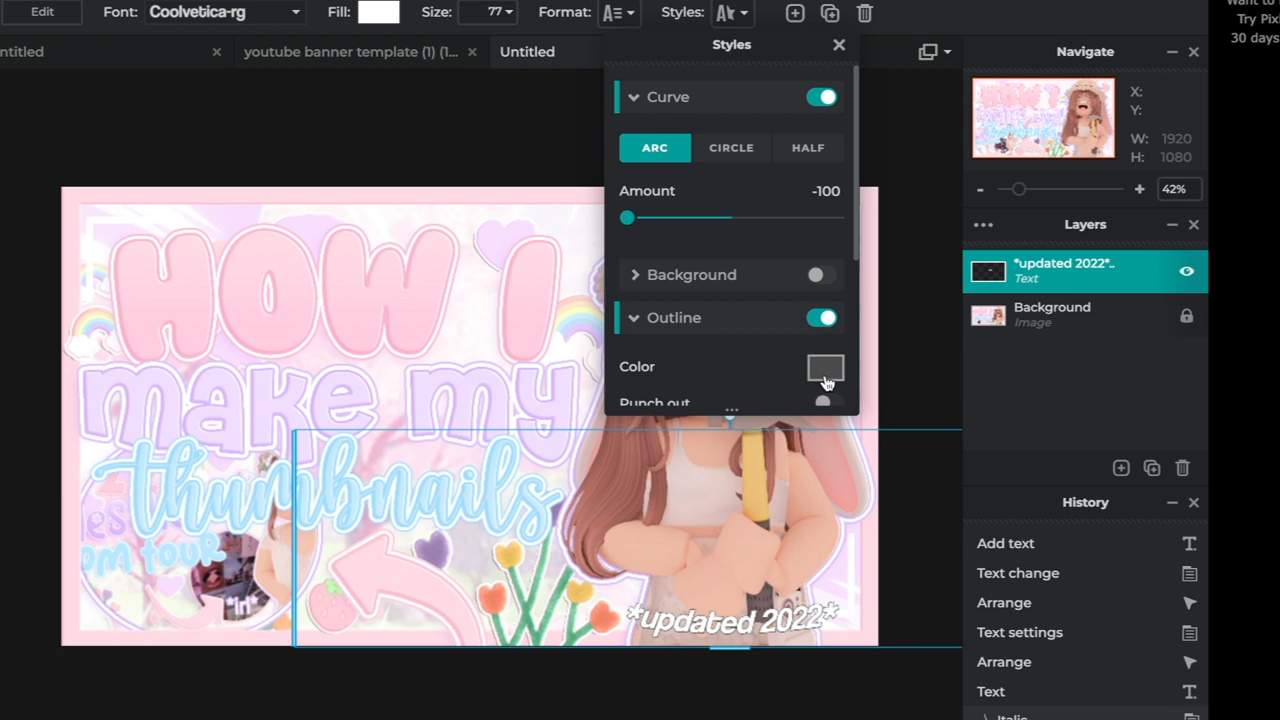 Edit
Font: Coolvetica-rg
Fill:
Size: 77
Format:
Styles:
Try Pix
30 days
ntitled
youtube banner template (1) (1...
Untitled
Styles
Curve
ARC
CIRCLE
HALF
Amount
-100
Background
Outline
Color
Punch out
HOW I
make my
thumbnails
es
om tour
*irl*
*updated 2022*
Navigate
X:
Y:
W: 1920
H: 1080
42%
Layers
*updated 2022*..
Text
Background
Image
History
Add text
Text change
Arrange
Text settings
Arrange
Text
Italic